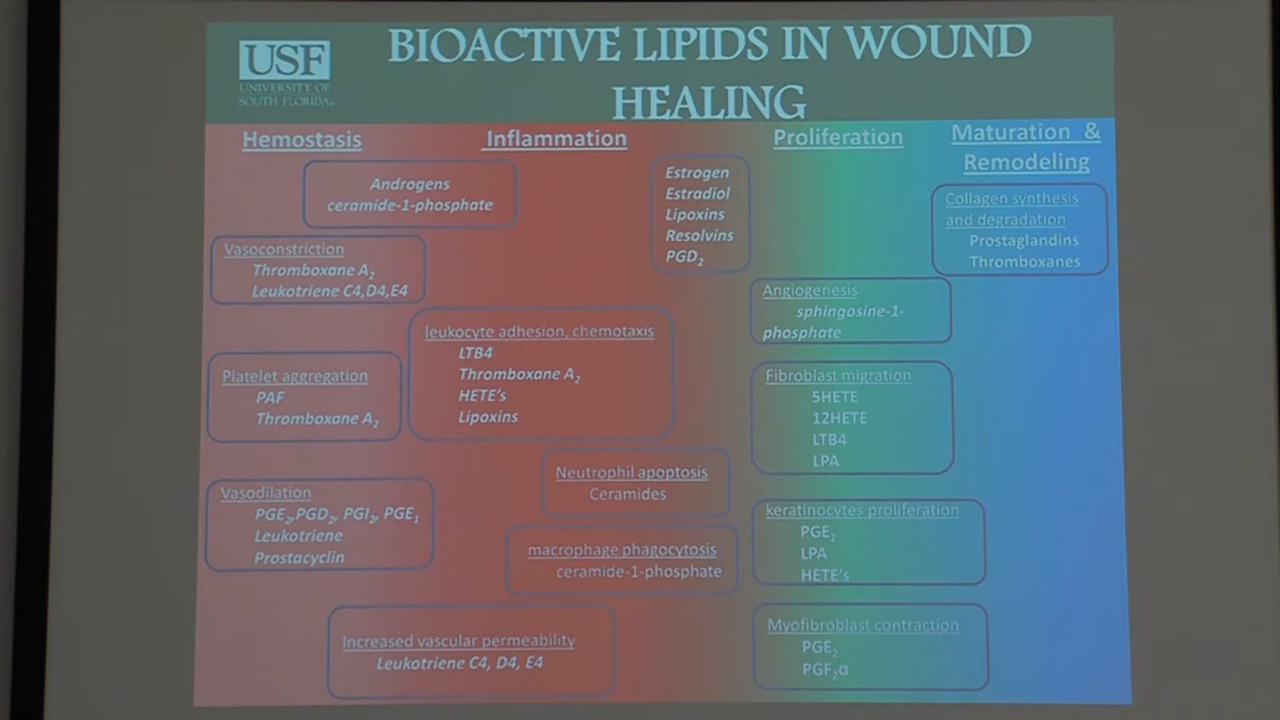 USF
UNIVERSITY OF
SOUTH FLORIDA.
BIOACTIVE LIPIDS IN WOUND
HEALING
Hemostasis
Inflammation
Proliferation
Maturation &
Remodeling
Androgens
ceramide-1-phosphate
Vasoconstriction
Thromboxane A₂
Leukotriene C4,D4,E4
Platelet aggregation
PAF
Thromboxane A₂
Vasodilation
PGE₂,PGD₂, PGI₂, PGE₁
Leukotriene
Prostacyclin
leukocyte adhesion, chemotaxis
LTB4
Thromboxane A₂
HETE's
Lipoxins
Neutrophil apoptosis
Ceramides
macrophage phagocytosis
ceramide-1-phosphate
Increased vascular permeability
Leukotriene C4, D4, E4
Estrogen
Estradiol
Lipoxins
Resolvins
PGD₂
Angiogenesis
sphingosine-1-
phosphate
Fibroblast migration
5HETE
12HETE
LTB4
LPA
keratinocytes proliferation
PGE₂
LPA
HETE's
Myofibroblast contraction
PGE₂
PGF₂α
Collagen synthesis
and degradation
Prostaglandins
Thromboxanes